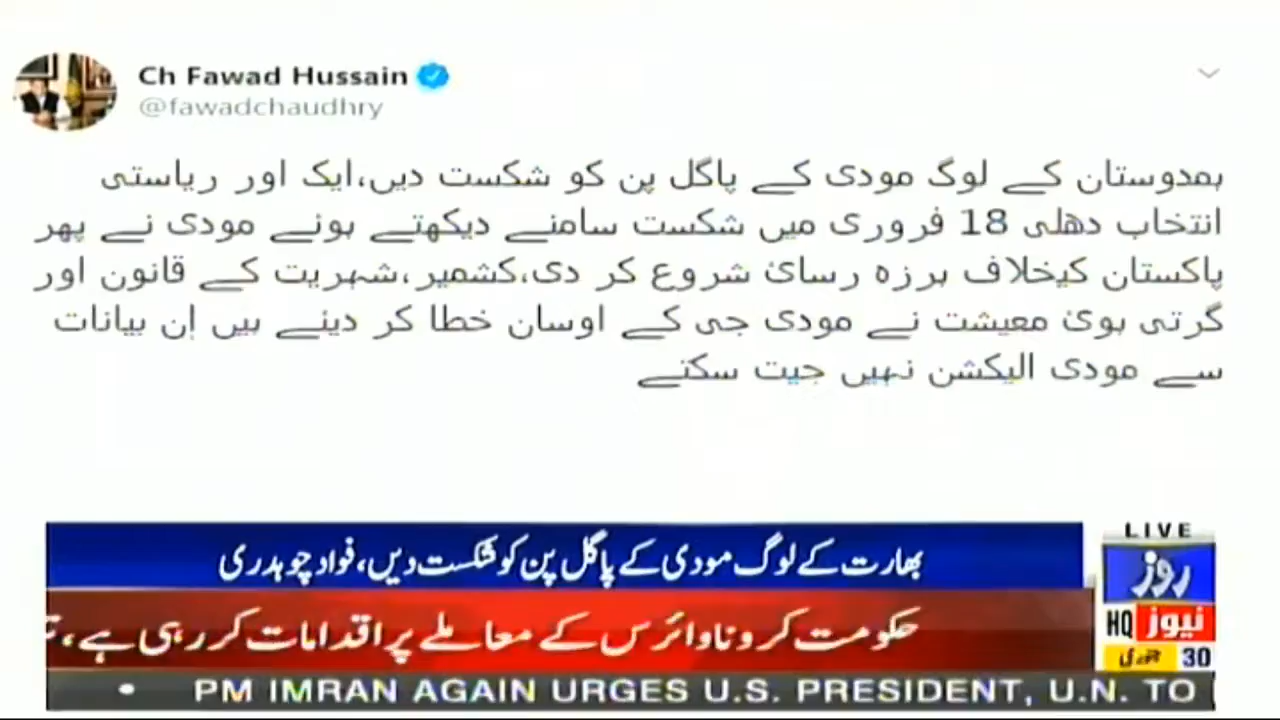 Ch Fawad Hussain
@fawadchaudhry
ہندوستان کے لوگ مودی کے پاگل پن کو شکست دیں،ایک اور ریاستی
انتخاب دھلی 18 فروری میں شکست سامنے دیکھتے ہوئے مودی نے پھر
پاکستان کیخلاف ہرزہ رسائ شروع کر دی،کشمیر،شہریت کے قانون اور
گرتی ہوئ معیشت نے مودی جی کے اوسان خطا کر دیئے ہیں اِن بیانات
سے مودی الیکشن نہیں جیت سکتے
بھارت کے لوگ مودی کے پاگل پن کو شکست دیں، فواد چوہدری
حکومت کرونا وائرس کے معاملے پر اقدامات کر رہی ہے،
• PM IMRAN AGAIN URGES U.S. PRESIDENT, U.N. TO
LIVE
روز
نیوز HQ
30 جنوری